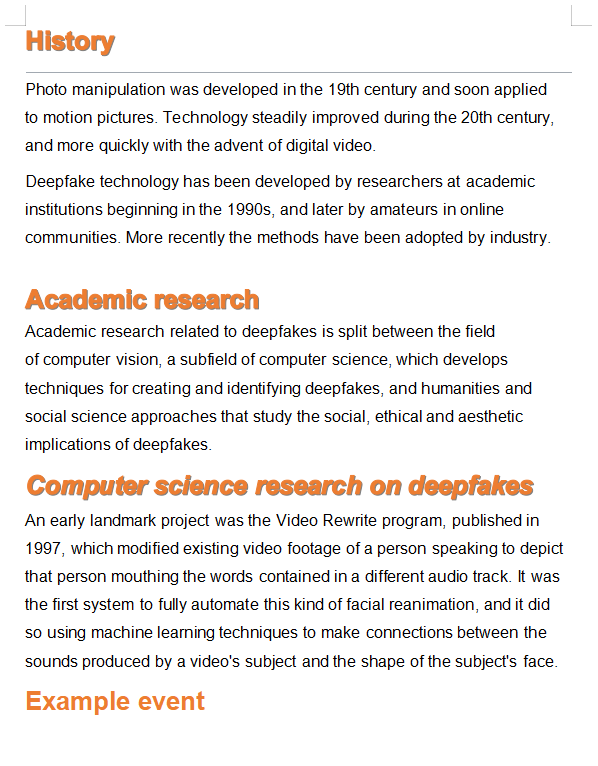 History
Photo manipulation was developed in the 19th century and soon applied
to motion pictures. Technology steadily improved during the 20th century,
and more quickly with the advent of digital video.
Deepfake technology has been developed by researchers at academic
institutions beginning in the 1990s, and later by amateurs in online
communities. More recently the methods have been adopted by industry.
Academic research
Academic research related to deepfakes is split between the field
of computer vision, a subfield of computer science, which develops
techniques for creating and identifying deepfakes, and humanities and
social science approaches that study the social, ethical and aesthetic
implications of deepfakes.
Computer science research on deepfakes
An early landmark project was the Video Rewrite program, published in
1997, which modified existing video footage of a person speaking to depict
that person mouthing the words contained in a different audio track. It was
the first system to fully automate this kind of facial reanimation, and it did
so using machine learning techniques to make connections between the
sounds produced by a video's subject and the shape of the subject's face.
Example event